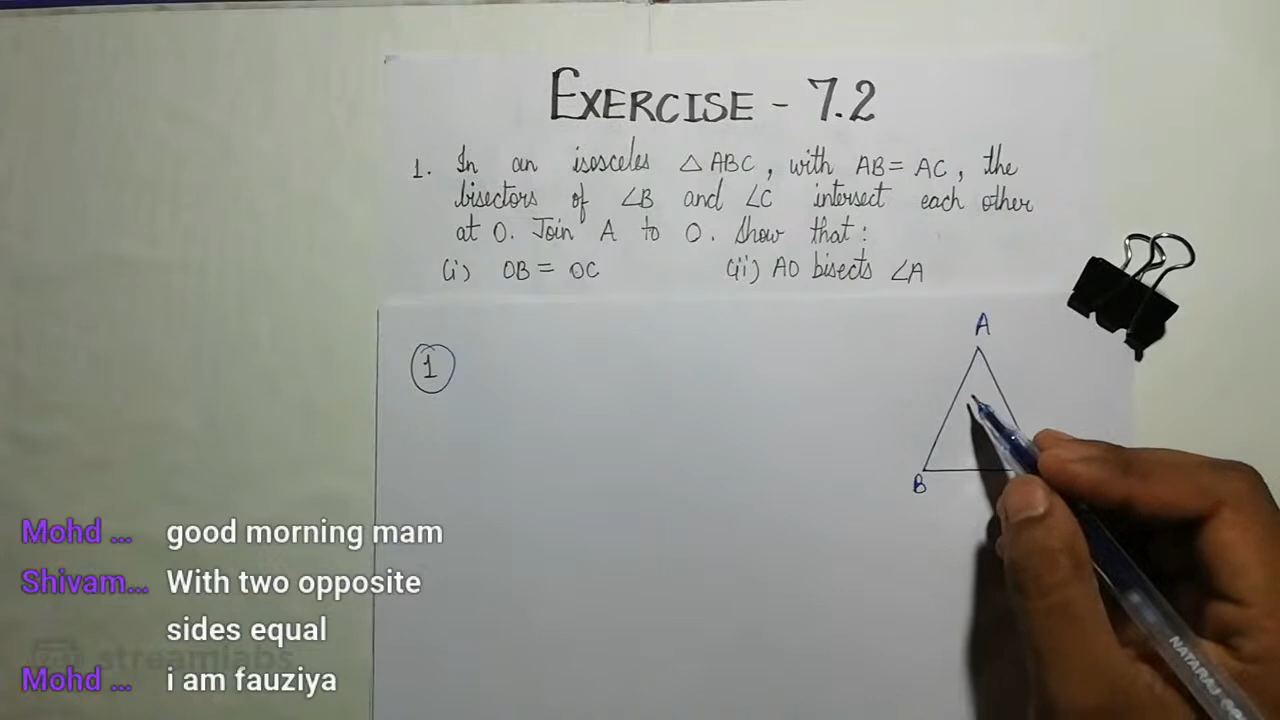 EXERCISE - 7.2
1. In an isosceles △ ABC, with AB = AC, the
bisectors of ∠B and ∠C intersect each other
at O. Join A to O. Show that:
(i) OB = OC (ii) AO bisects ∠A
1
A
B
Mohd ... good morning mam
Shivam... With two opposite
sides equal
Mohd ... i am fauziya
streamlabs
NATARAJ